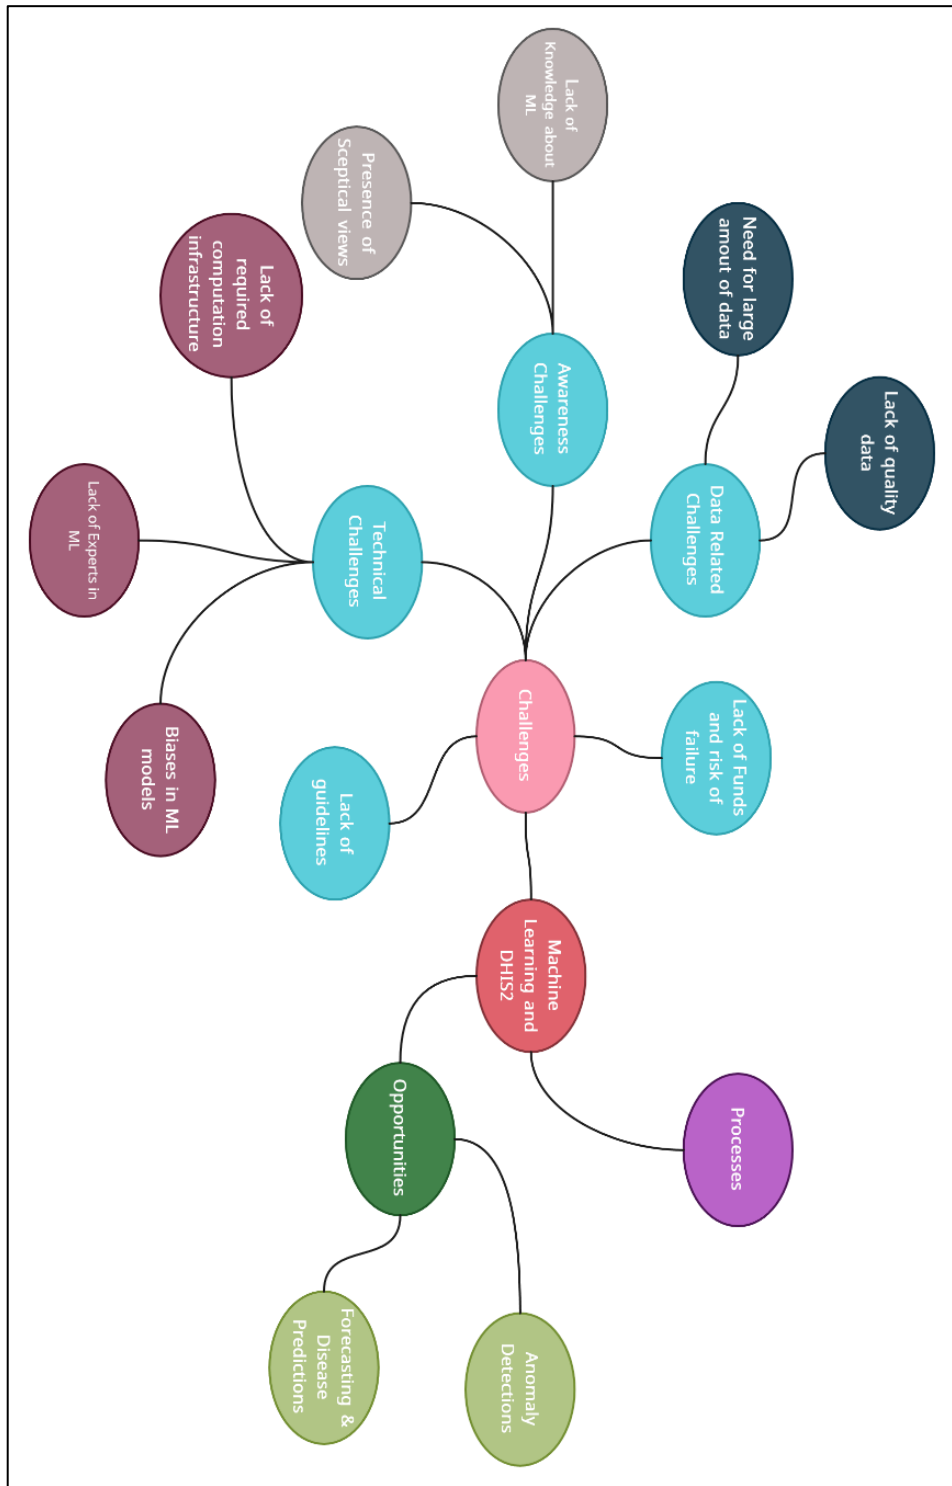 Lack of
Knowledge about
ML
Presence of
Sceptical views
Need for large
amout of data
Lack of quality
data
Awareness
Challenges
Data Related
Challenges
Lack of
required
computation
infrastructure
Technical
Challenges
Lack of Experts in
ML
Biases in ML
models
Challenges
Lack of Funds
and risk of
failure
Lack of
guidelines
Machine
Learning and
DHIS2
Processes
Opportunities
Anomaly
Detections
Forecasting &
Disease
Predictions